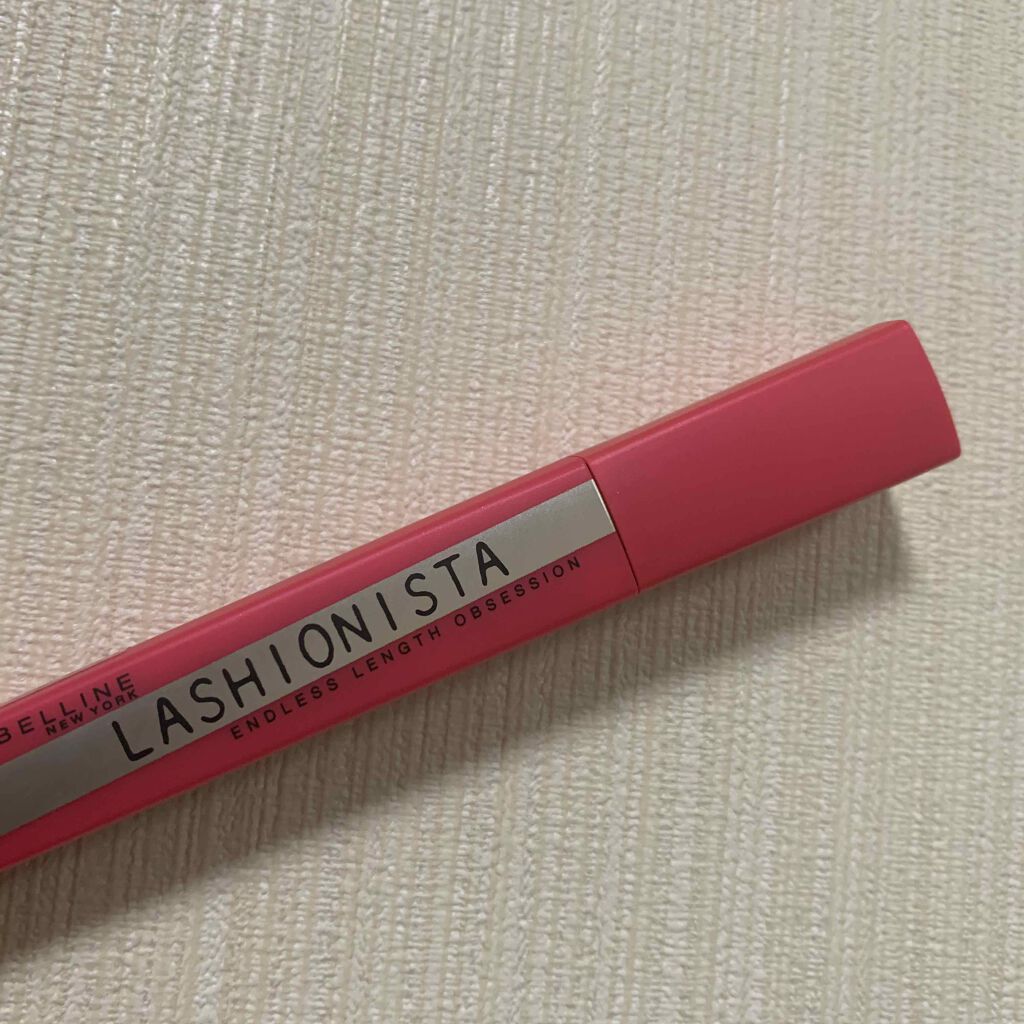 BELLINE
NEW YORK
LASHIONISTA
ENDLESS LENGTH OBSESSION